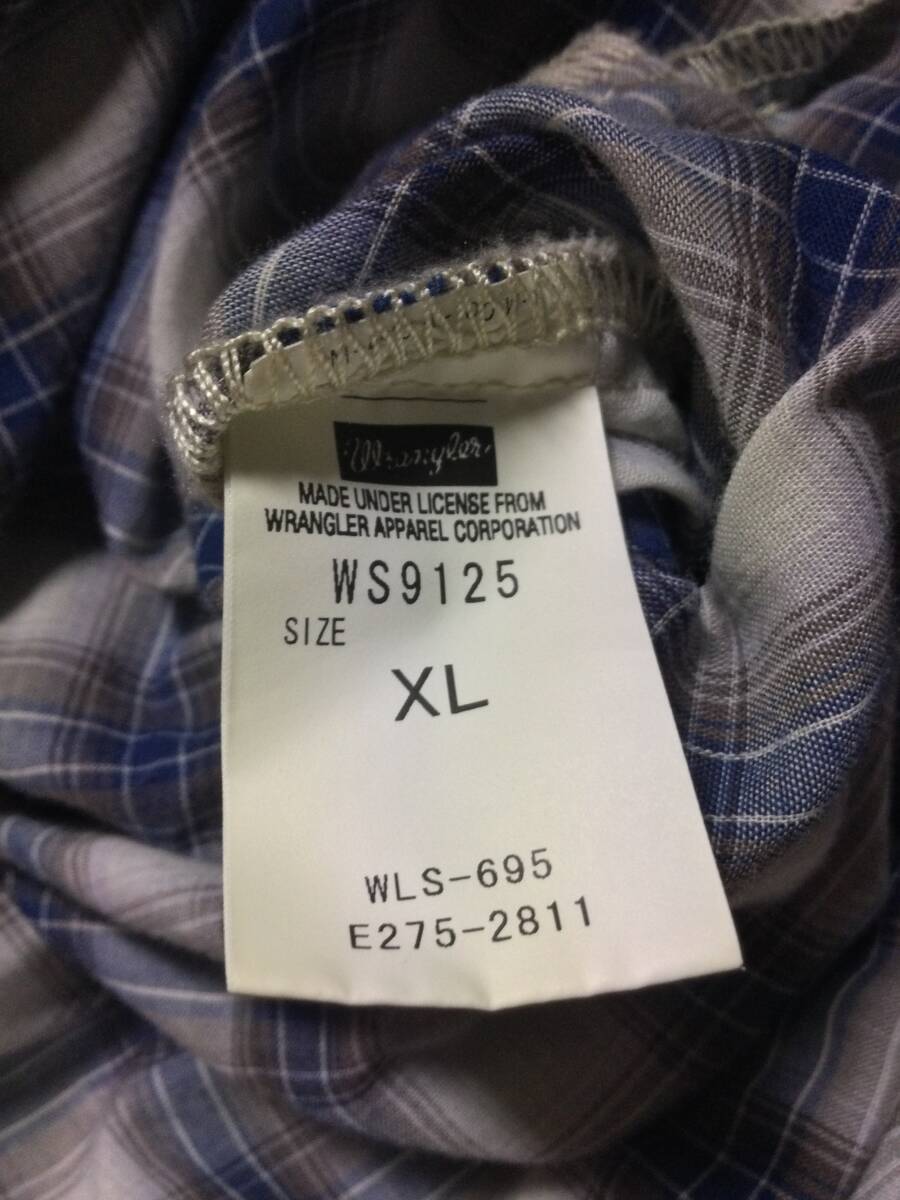 Wrangler
MADE UNDER LICENSE FROM
WRANGLER APPAREL CORPORATION
WS9125
SIZE
XL
WLS-695
E275-2811